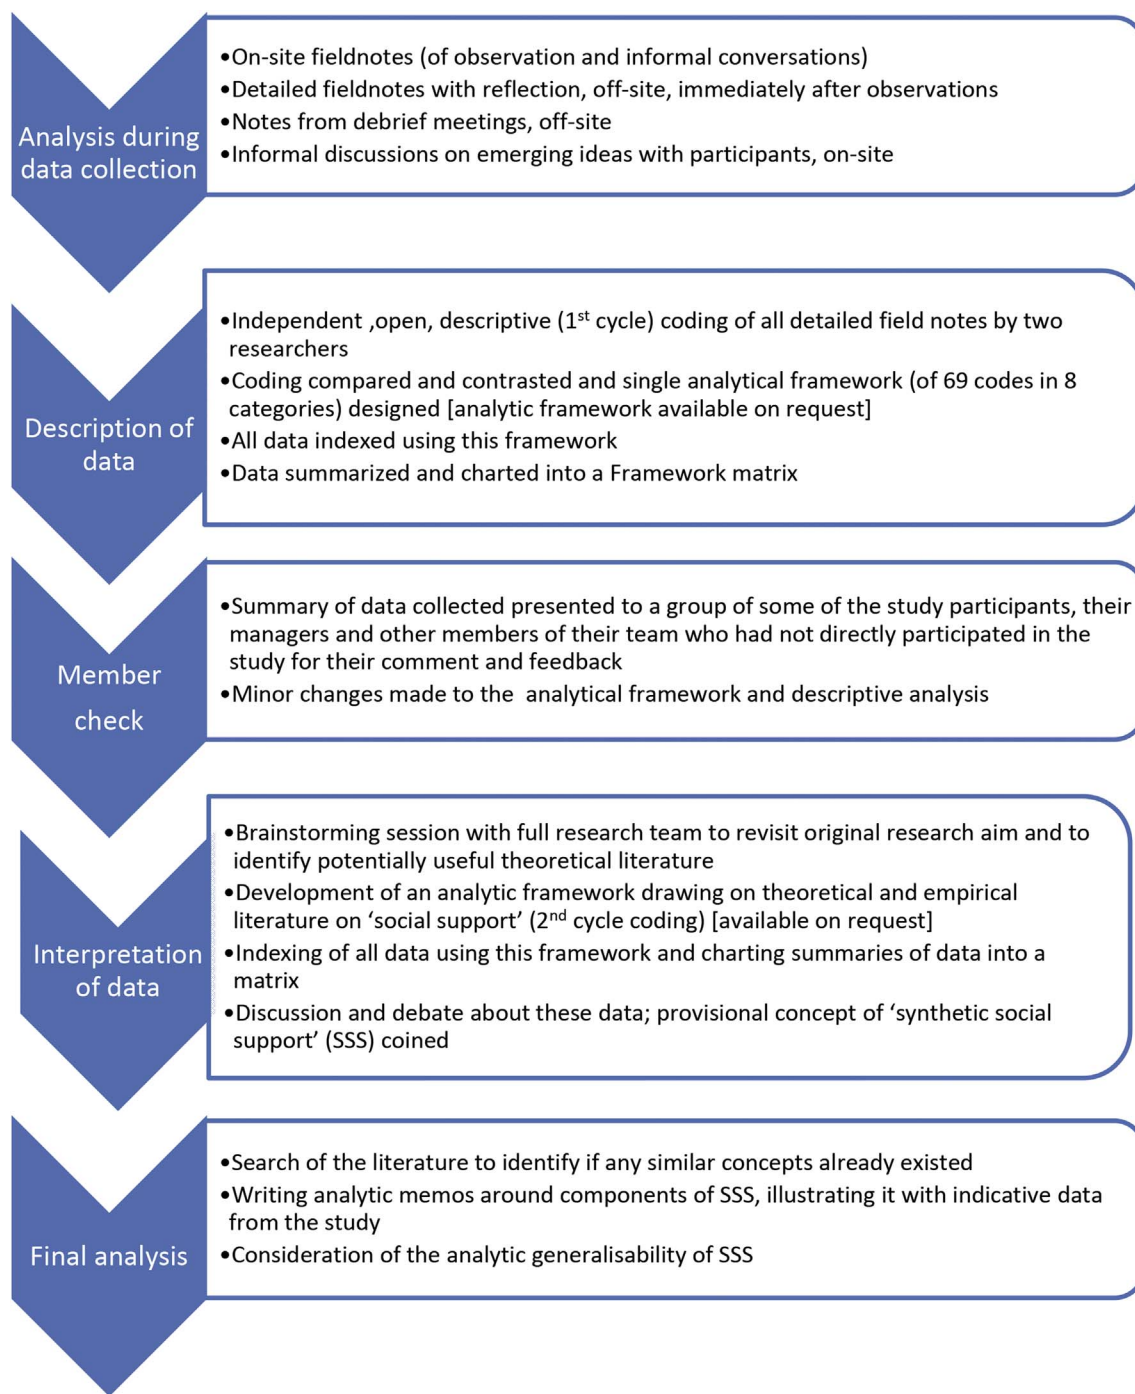 Analysis during
data collection
•On-site fieldnotes (of observation and informal conversations)
•Detailed fieldnotes with reflection, off-site, immediately after observations
•Notes from debrief meetings, off-site
•Informal discussions on emerging ideas with participants, on-site
Description of
data
•Independent ,open, descriptive (1st cycle) coding of all detailed field notes by two
researchers
•Coding compared and contrasted and single analytical framework (of 69 codes in 8
categories) designed [analytic framework available on request]
•All data indexed using this framework
•Data summarized and charted into a Framework matrix
Member
check
•Summary of data collected presented to a group of some of the study participants, their
managers and other members of their team who had not directly participated in the
study for their comment and feedback
•Minor changes made to the analytical framework and descriptive analysis
Interpretation
of data
•Brainstorming session with full research team to revisit original research aim and to
identify potentially useful theoretical literature
•Development of an analytic framework drawing on theoretical and empirical
literature on ‘social support’ (2nd cycle coding) [available on request]
•Indexing of all data using this framework and charting summaries of data into a
matrix
•Discussion and debate about these data; provisional concept of ‘synthetic social
support’ (SSS) coined
Final analysis
•Search of the literature to identify if any similar concepts already existed
•Writing analytic memos around components of SSS, illustrating it with indicative data
from the study
•Consideration of the analytic generalisability of SSS